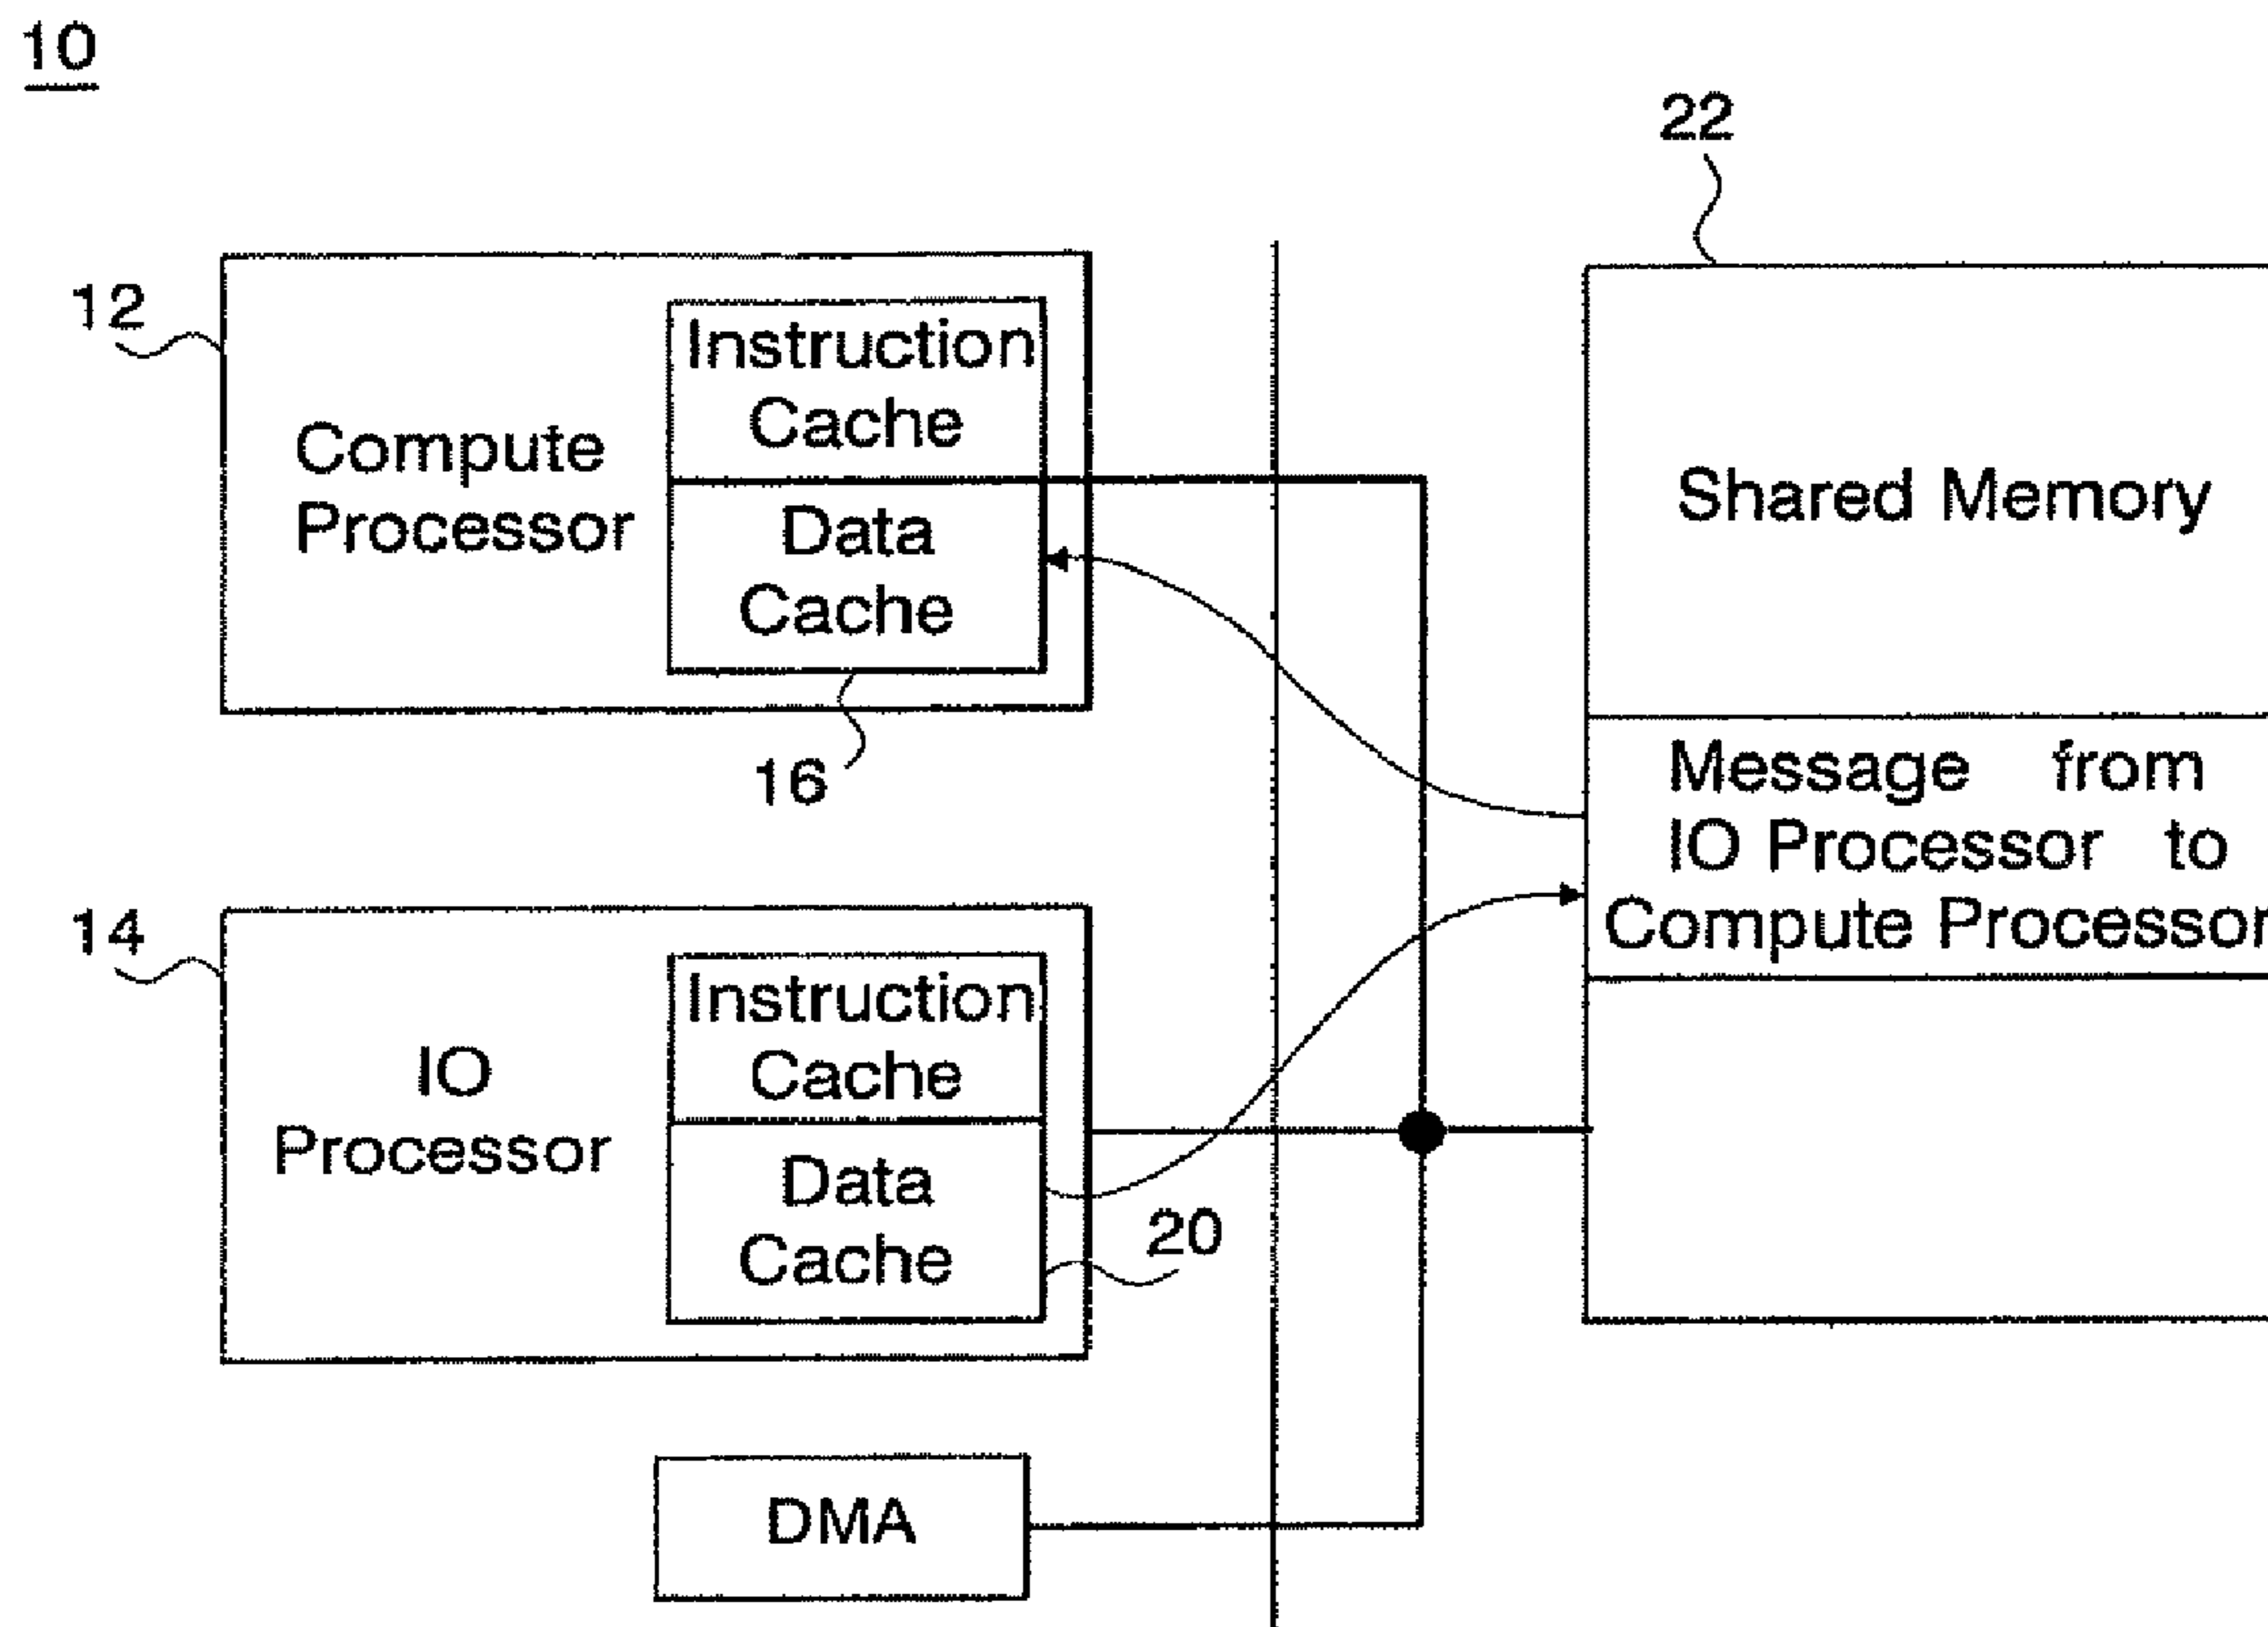 10
22
12
Instruction
Cache
Compute
Processor
Data
Cache
16
Shared Memory
Message from
IO Processor to
Compute Processor
14
Instruction
Cache
IO
Processor
Data
Cache
20
DMA